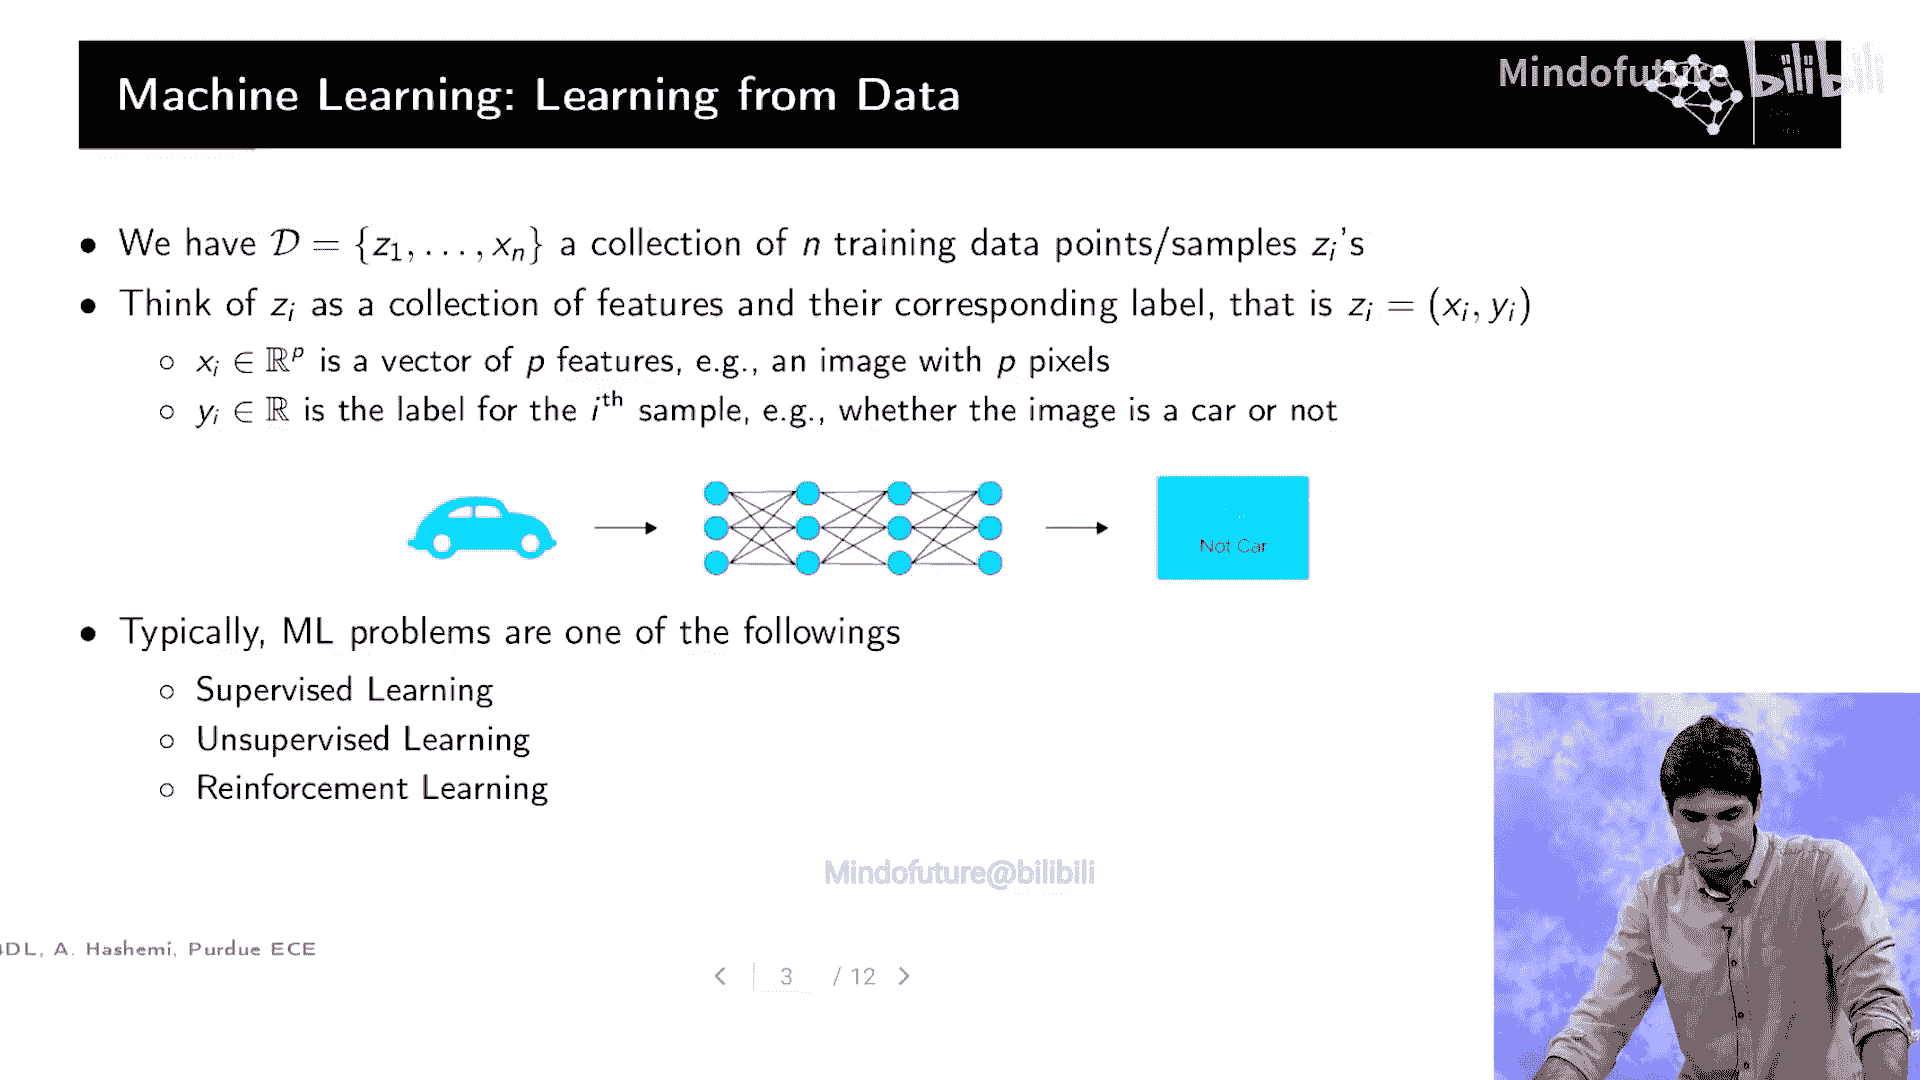 Machine Learning: Learning from Data
Mindofuture
bilibili
• We have 𝒟 = {z₁, . . . , xₙ} a collection of n training data points/samples zᵢ's
• Think of zᵢ as a collection of features and their corresponding label, that is zᵢ = (xᵢ, yᵢ)
○ xᵢ ∈ ℝᵖ is a vector of p features, e.g., an image with p pixels
○ yᵢ ∈ ℝ is the label for the iᵗʰ sample, e.g., whether the image is a car or not
Not Car
• Typically, ML problems are one of the followings
○ Supervised Learning
○ Unsupervised Learning
○ Reinforcement Learning
Mindofuture@bilibili
DL, A. Hashemi, Purdue ECE
3 / 12